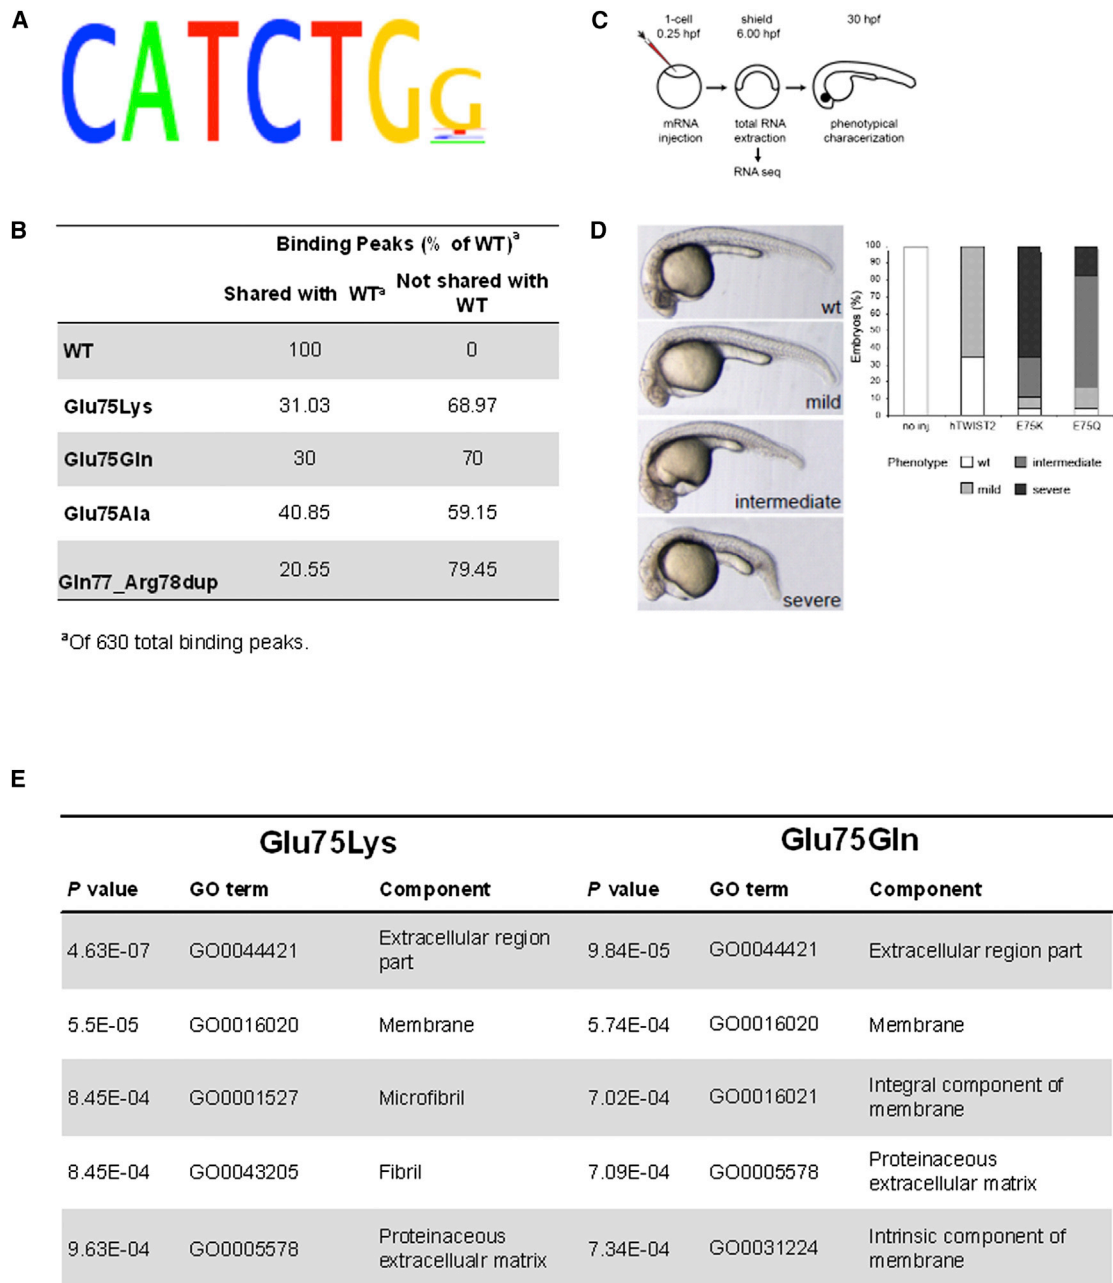 A
CATCTGG
B
Binding Peaks (% of WT)a
Shared with WTa Not shared with WT
WT 100 0
Glu75Lys 31.03 68.97
Glu75Gln 30 70
Glu75Ala 40.85 59.15
Gln77_Arg78dup 20.55 79.45
aOf 630 total binding peaks.
C
1-cell shield 30 hpf
0.25 hpf 6.00 hpf
mRNA total RNA phenotypical
injection extraction characerization
RNA seq
D
wt
mild
intermediate
severe
Embryos (%)
100
90
80
70
60
50
40
30
20
10
0
no inj. hTWIST2 E75K E75Q
Phenotype wt intermediate
mild severe
E
Glu75Lys Glu75Gln
P value GO term Component P value GO term Component
4.63E-07 GO0044421 Extracellular region part 9.84E-05 GO0044421 Extracellular region part
5.5E-05 GO0016020 Membrane 5.74E-04 GO0016020 Membrane
8.45E-04 GO0001527 Microfibril 7.02E-04 GO0016021 Integral component of membrane
8.45E-04 GO0043205 Fibril 7.09E-04 GO0005578 Proteinaceous extracellular matrix
9.63E-04 GO0005578 Proteinaceous extracellualr matrix 7.34E-04 GO0031224 Intrinsic component of membrane